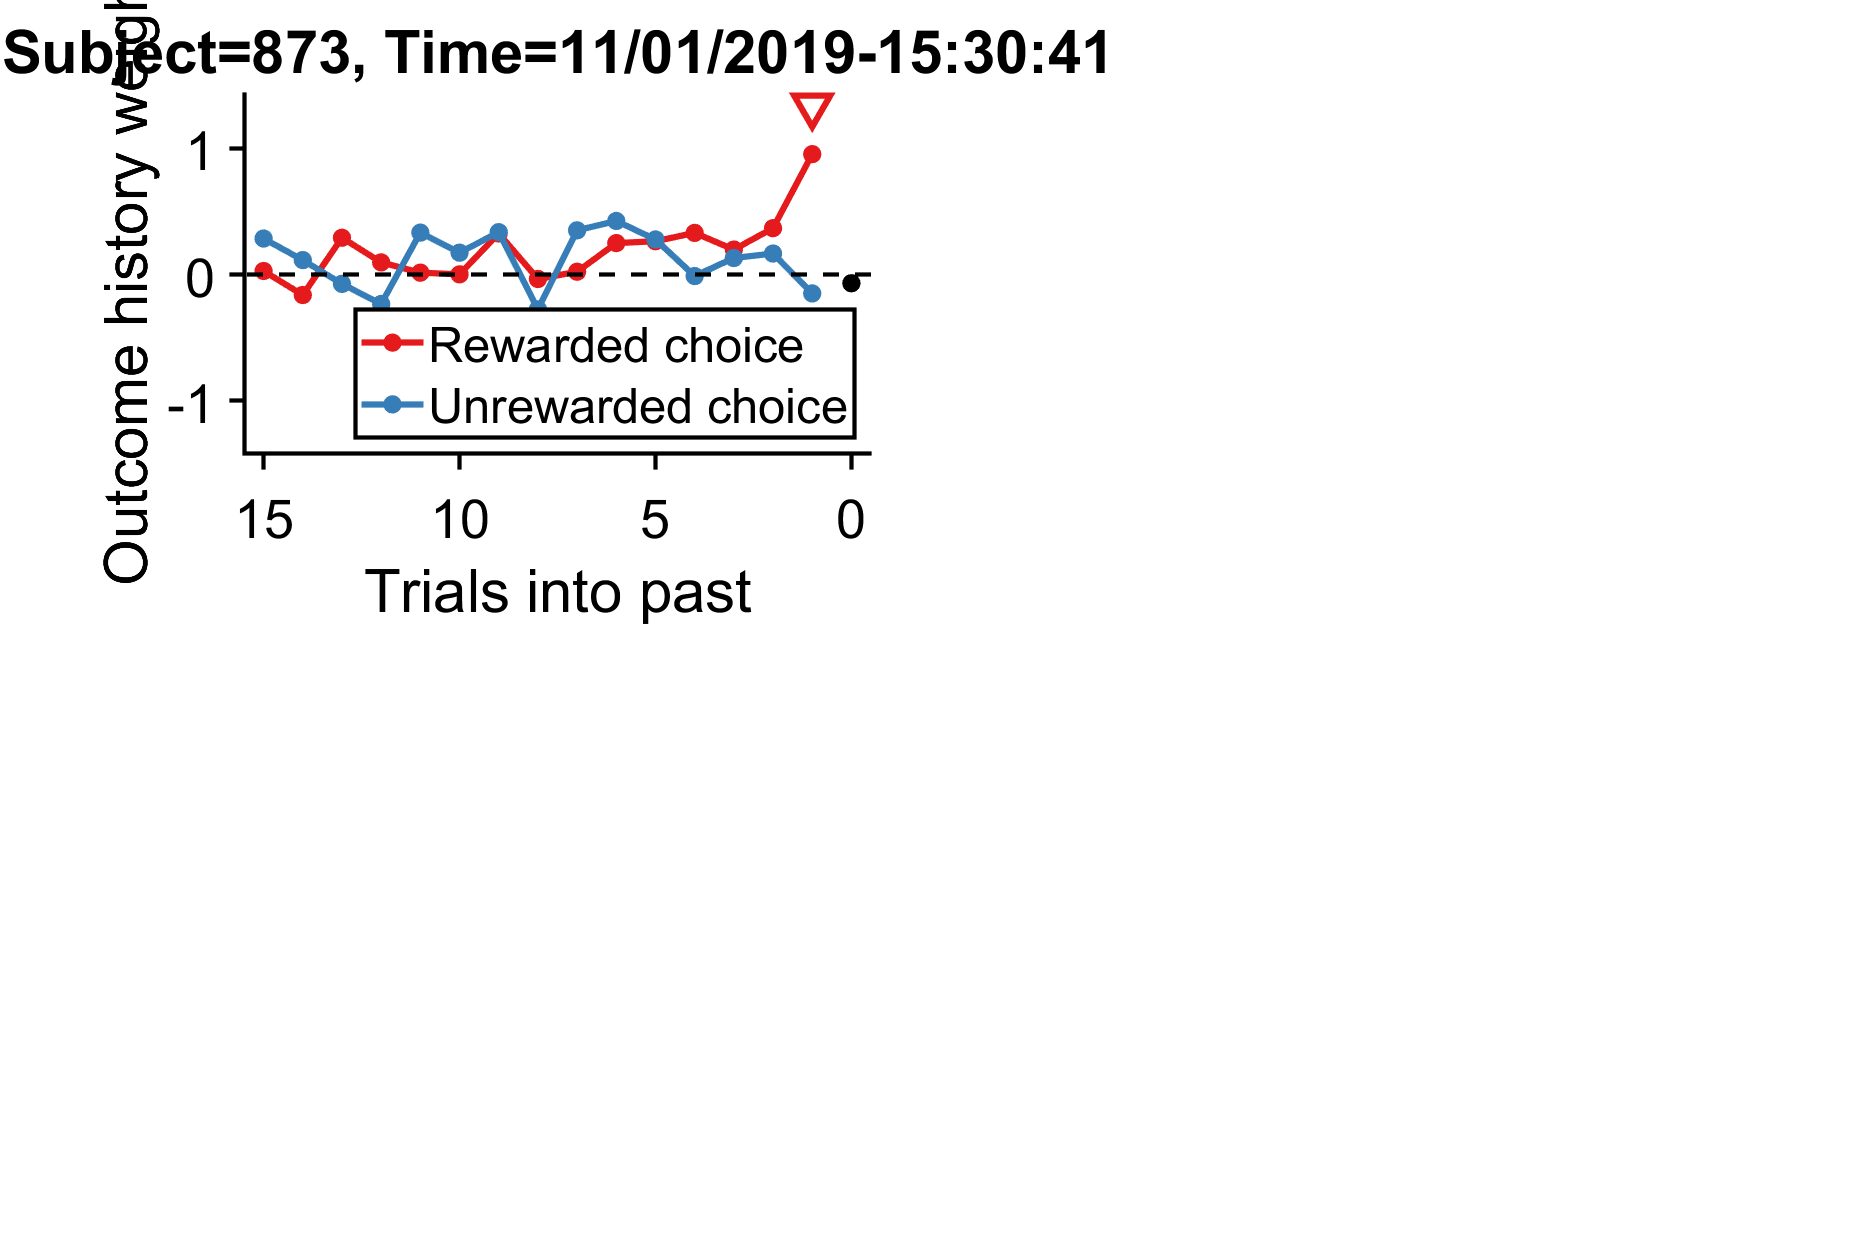 Subject=873, Time=11/01/2019-15:30:41
Outcome history
1
0
-1
Rewarded choice
Unrewarded choice
15 10 5 0
Trials into past